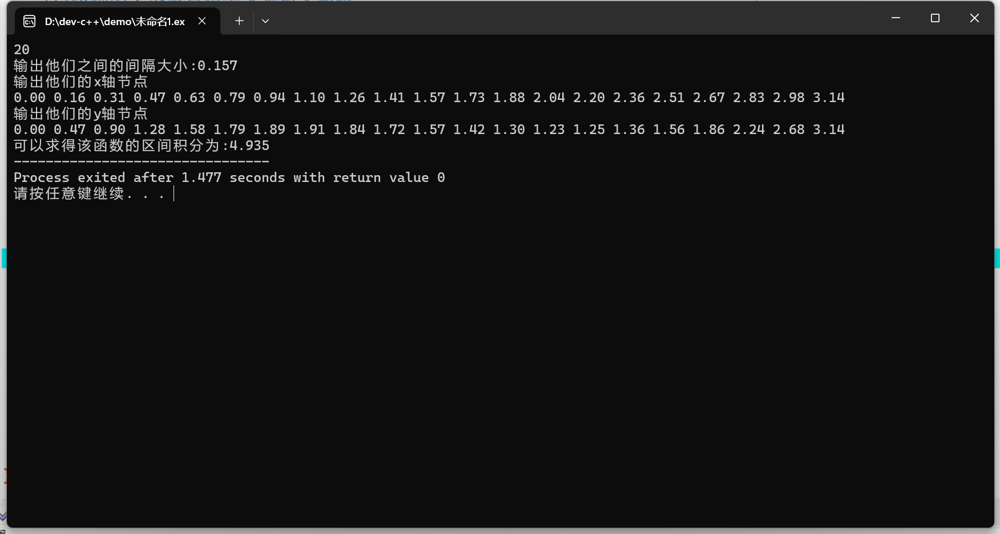 D:\dev-c++\demo\未命名1.ex
20
输出他们之间的间隔大小:0.157
输出他们的x轴节点
0.00 0.16 0.31 0.47 0.63 0.79 0.94 1.10 1.26 1.41 1.57 1.73 1.88 2.04 2.20 2.36 2.51 2.67 2.83 2.98 3.14
输出他们的y轴节点
0.00 0.47 0.90 1.28 1.58 1.79 1.89 1.91 1.84 1.72 1.57 1.42 1.30 1.23 1.25 1.36 1.56 1.86 2.24 2.68 3.14
可以求得该函数的区间积分为:4.935
--------------------------------
Process exited after 1.477 seconds with return value 0
请按任意键继续. . .